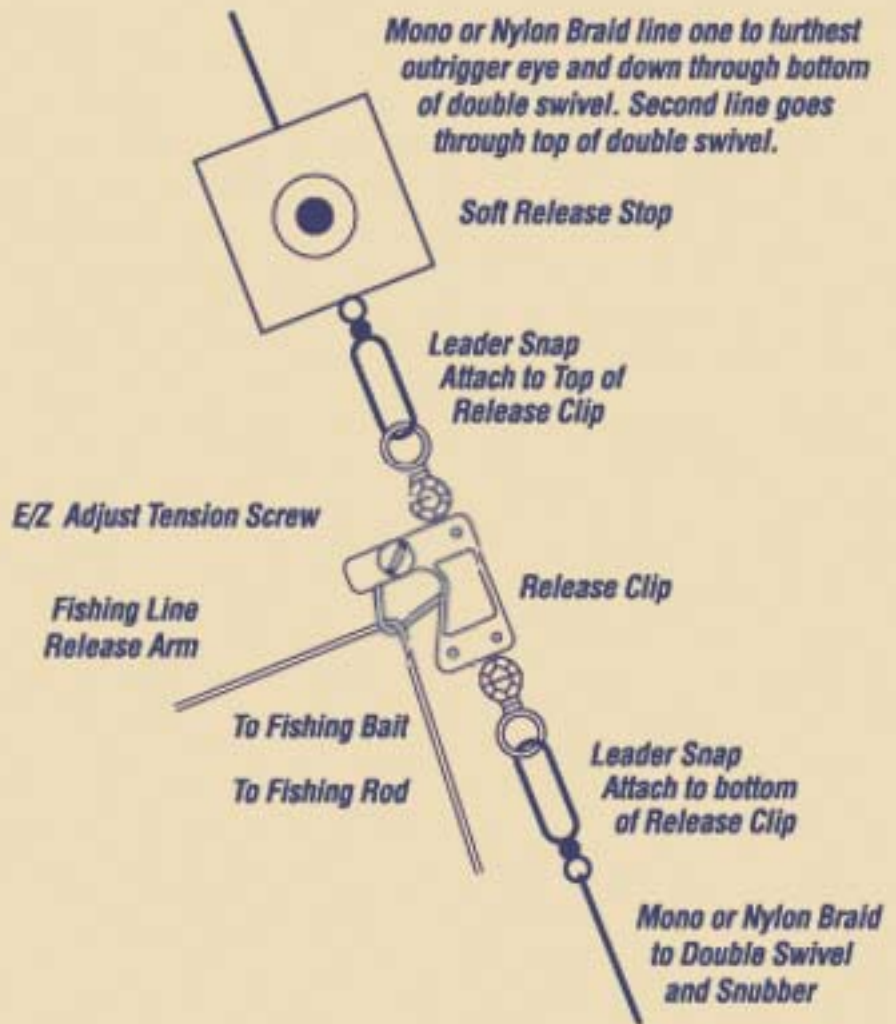 Mono or Nylon Braid line one to furthest
outrigger eye and down through bottom
of double swivel. Second line goes
through top of double swivel.
Soft Release Stop
Leader Snap
Attach to Top of
Release Clip
E/Z Adjust Tension Screw
Release Clip
Fishing Line
Release Arm
To Fishing Bait
To Fishing Rod
Leader Snap
Attach to bottom
of Release Clip
Mono or Nylon Braid
to Double Swivel
and Snubber